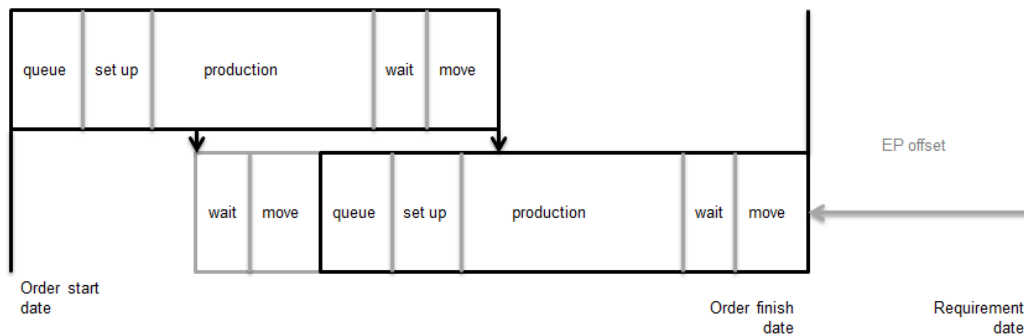 queue set up production wait move
EP offset
wait move queue set up production wait move
Order start
date
Order finish
date
Requirement
date